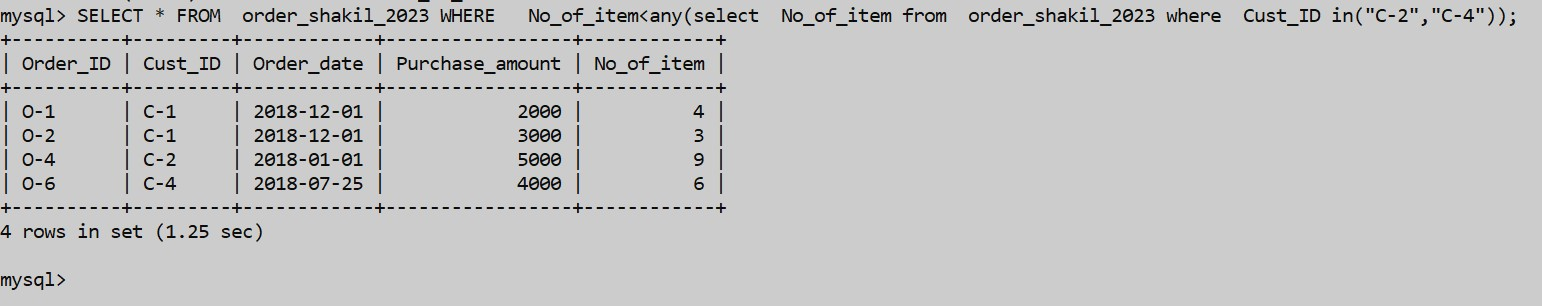 mysql> SELECT * FROM  order_shakil_2023 WHERE   No_of_item<any(select  No_of_item from  order_shakil_2023 where  Cust_ID in("C-2","C-4"));
+----------+---------+------------+-----------------+------------+
| Order_ID | Cust_ID | Order_date | Purchase_amount | No_of_item |
+----------+---------+------------+-----------------+------------+
| O-1      | C-1     | 2018-12-01 |            2000 |          4 |
| O-2      | C-1     | 2018-12-01 |            3000 |          3 |
| O-4      | C-2     | 2018-01-01 |            5000 |          9 |
| O-6      | C-4     | 2018-07-25 |            4000 |          6 |
+----------+---------+------------+-----------------+------------+
4 rows in set (1.25 sec)

mysql>